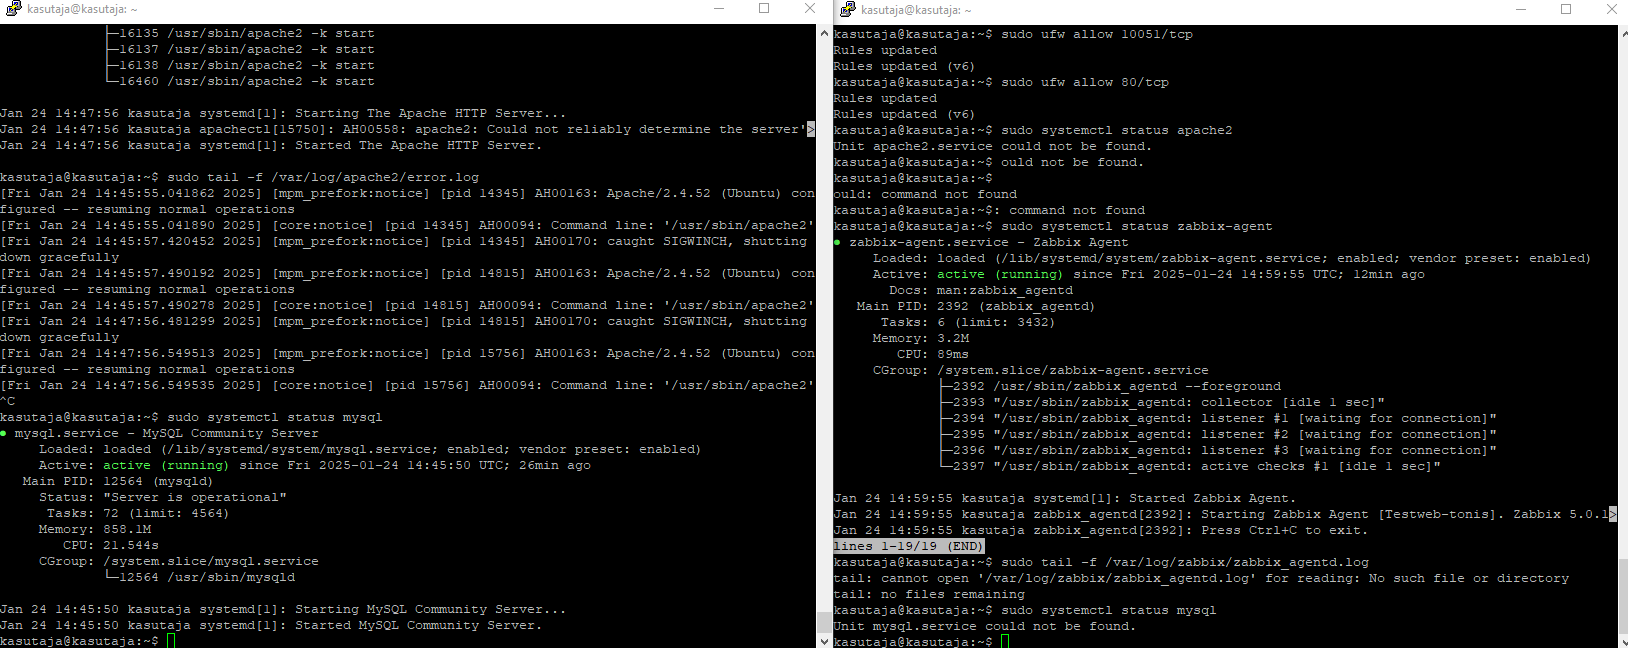 kasutaja@kasutaja: ~
├─16135 /usr/sbin/apache2 -k start
├─16137 /usr/sbin/apache2 -k start
├─16138 /usr/sbin/apache2 -k start
└─16460 /usr/sbin/apache2 -k start
Jan 24 14:47:56 kasutaja systemd[1]: Starting The Apache HTTP Server...
Jan 24 14:47:56 kasutaja apachectl[15750]: AH00558: apache2: Could not reliably determine the server'>
Jan 24 14:47:56 kasutaja systemd[1]: Started The Apache HTTP Server.
kasutaja@kasutaja:~$ sudo tail -f /var/log/apache2/error.log
[Fri Jan 24 14:45:55.041862 2025] [mpm_prefork:notice] [pid 14345] AH00163: Apache/2.4.52 (Ubuntu) con
figured -- resuming normal operations
[Fri Jan 24 14:45:55.041890 2025] [core:notice] [pid 14345] AH00094: Command line: '/usr/sbin/apache2'
[Fri Jan 24 14:45:57.420452 2025] [mpm_prefork:notice] [pid 14345] AH00170: caught SIGWINCH, shutting
down gracefully
[Fri Jan 24 14:45:57.490192 2025] [mpm_prefork:notice] [pid 14815] AH00163: Apache/2.4.52 (Ubuntu) con
figured -- resuming normal operations
[Fri Jan 24 14:45:57.490278 2025] [core:notice] [pid 14815] AH00094: Command line: '/usr/sbin/apache2'
[Fri Jan 24 14:47:56.481299 2025] [mpm_prefork:notice] [pid 14815] AH00170: caught SIGWINCH, shutting
down gracefully
[Fri Jan 24 14:47:56.549513 2025] [mpm_prefork:notice] [pid 15756] AH00163: Apache/2.4.52 (Ubuntu) con
figured -- resuming normal operations
[Fri Jan 24 14:47:56.549535 2025] [core:notice] [pid 15756] AH00094: Command line: '/usr/sbin/apache2'
^C
kasutaja@kasutaja:~$ sudo systemctl status mysql
● mysql.service - MySQL Community Server
Loaded: loaded (/lib/systemd/system/mysql.service; enabled; vendor preset: enabled)
Active: active (running) since Fri 2025-01-24 14:45:50 UTC; 26min ago
Main PID: 12564 (mysqld)
Status: "Server is operational"
Tasks: 72 (limit: 4564)
Memory: 858.1M
CPU: 21.544s
CGroup: /system.slice/mysql.service
└─12564 /usr/sbin/mysqld
Jan 24 14:45:50 kasutaja systemd[1]: Starting MySQL Community Server...
Jan 24 14:45:50 kasutaja systemd[1]: Started MySQL Community Server.
kasutaja@kasutaja:~$
kasutaja@kasutaja: ~
kasutaja@kasutaja:~$ sudo ufw allow 10051/tcp
Rules updated
Rules updated (v6)
kasutaja@kasutaja:~$ sudo ufw allow 80/tcp
Rules updated
Rules updated (v6)
kasutaja@kasutaja:~$ sudo systemctl status apache2
Unit apache2.service could not be found.
kasutaja@kasutaja:~$ ould not be found.
kasutaja@kasutaja:~$
ould: command not found
kasutaja@kasutaja:~$: command not found
kasutaja@kasutaja:~$ sudo systemctl status zabbix-agent
● zabbix-agent.service - Zabbix Agent
Loaded: loaded (/lib/systemd/system/zabbix-agent.service; enabled; vendor preset: enabled)
Active: active (running) since Fri 2025-01-24 14:59:55 UTC; 12min ago
Docs: man:zabbix_agentd
Main PID: 2392 (zabbix_agentd)
Tasks: 6 (limit: 3432)
Memory: 3.2M
CPU: 89ms
CGroup: /system.slice/zabbix-agent.service
├─2392 /usr/sbin/zabbix_agentd --foreground
├─2393 "/usr/sbin/zabbix_agentd: collector [idle 1 sec]"
├─2394 "/usr/sbin/zabbix_agentd: listener #1 [waiting for connection]"
├─2395 "/usr/sbin/zabbix_agentd: listener #2 [waiting for connection]"
├─2396 "/usr/sbin/zabbix_agentd: listener #3 [waiting for connection]"
└─2397 "/usr/sbin/zabbix_agentd: active checks #1 [idle 1 sec]"
Jan 24 14:59:55 kasutaja systemd[1]: Started Zabbix Agent.
Jan 24 14:59:55 kasutaja zabbix_agentd[2392]: Starting Zabbix Agent [Testweb-tonis]. Zabbix 5.0.1>
Jan 24 14:59:55 kasutaja zabbix_agentd[2392]: Press Ctrl+C to exit.
lines 1-19/19 (END)
kasutaja@kasutaja:~$ sudo tail -f /var/log/zabbix/zabbix_agentd.log
tail: cannot open '/var/log/zabbix/zabbix_agentd.log' for reading: No such file or directory
tail: no files remaining
kasutaja@kasutaja:~$ sudo systemctl status mysql
Unit mysql.service could not be found.
kasutaja@kasutaja:~$